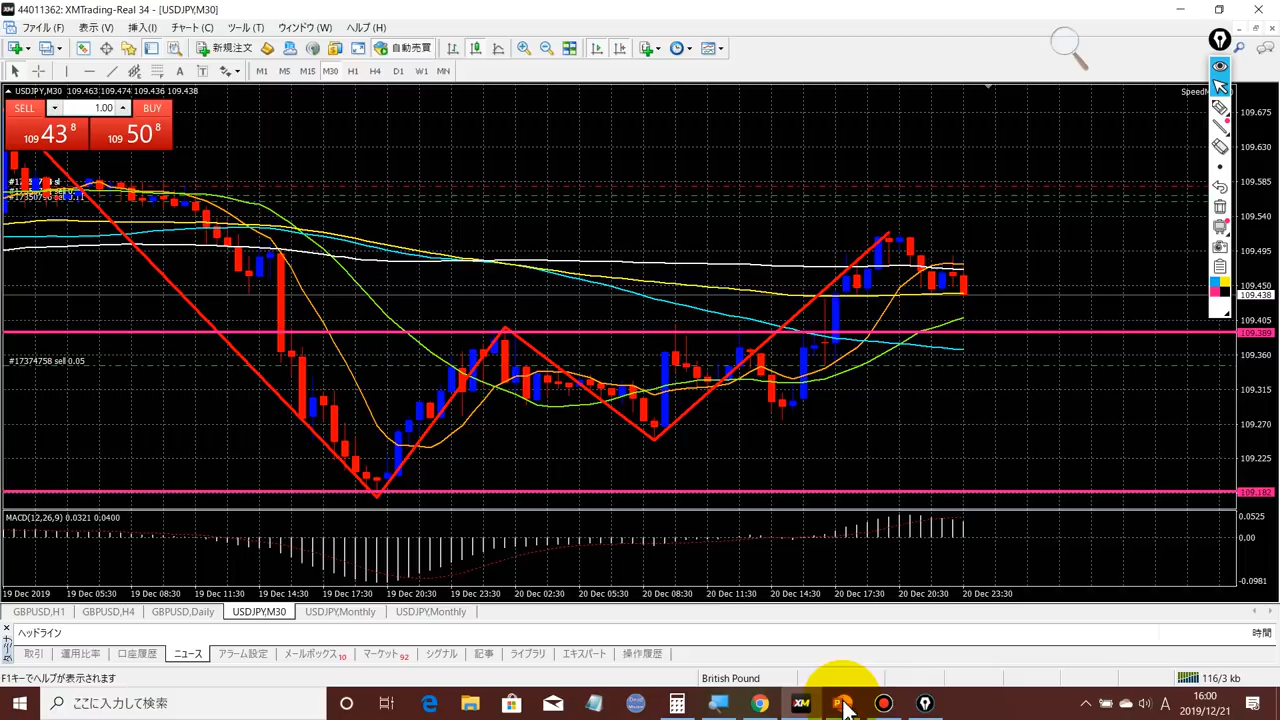 44011362: XMTrading-Real 34 - [USDJPY,M30]
ファイル (F) 表示 (V) 挿入(I) チャート (C) ツール (T) ウィンドウ (W) ヘルプ (H)
新規注文 自動売買
A T M1 M5 M15 M30 H1 H4 D1 W1 MN
USDJPY,M30 109.463 109.474 109.436 109.438
SELL 1.00 BUY
109 43 8 109 50 8
#17350796 sell 0.11
#17374758 sell 0.05
109.675
109.630
109.585
109.540
109.495
109.450
109.438
109.405
109.389
109.360
109.315
109.270
109.225
109.182
MACD(12,26,9) 0.0321 0.0400
0.0525
0.00
-0.0981
19 Dec 2019 19 Dec 05:30 19 Dec 08:30 19 Dec 11:30 19 Dec 14:30 19 Dec 17:30 19 Dec 20:30 19 Dec 23:30 20 Dec 02:30 20 Dec 05:30 20 Dec 08:30 20 Dec 11:30 20 Dec 14:30 20 Dec 17:30 20 Dec 20:30 20 Dec 23:30
GBPUSD,H1 GBPUSD,H4 GBPUSD,Daily USDJPY,M30 USDJPY,Monthly USDJPY,Monthly
ヘッドライン 時間
取引 運用比率 口座履歴 ニュース アラーム設定 メールボックス10 マーケット92 シグナル 記事 ライブラリ エキスパート 操作履歴
F1キーでヘルプが表示されます British Pound 116/3 kb
ここに入力して検索 XM A 16:00
2019/12/21